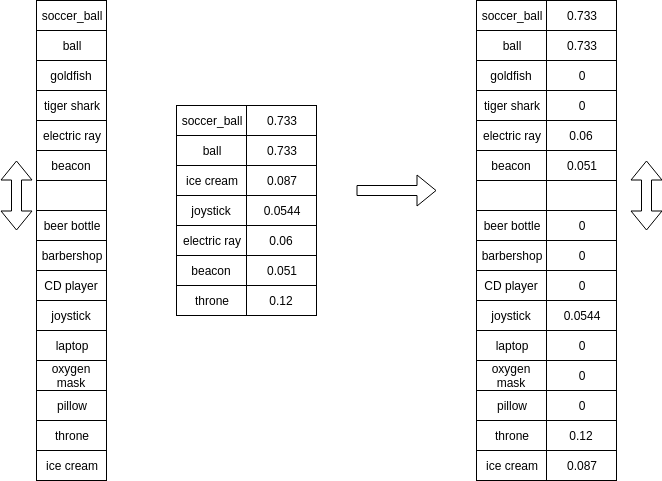 soccer_ball
ball
goldfish
tiger shark
electric ray
beacon
beer bottle
barbershop
CD player
joystick
laptop
oxygen
mask
pillow
throne
ice cream
soccer_ball 0.733
ball 0.733
ice cream 0.087
joystick 0.0544
electric ray 0.06
beacon 0.051
throne 0.12
soccer_ball 0.733
ball 0.733
goldfish 0
tiger shark 0
electric ray 0.06
beacon 0.051
beer bottle 0
barbershop 0
CD player 0
joystick 0.0544
laptop 0
oxygen
mask 0
pillow 0
throne 0.12
ice cream 0.087